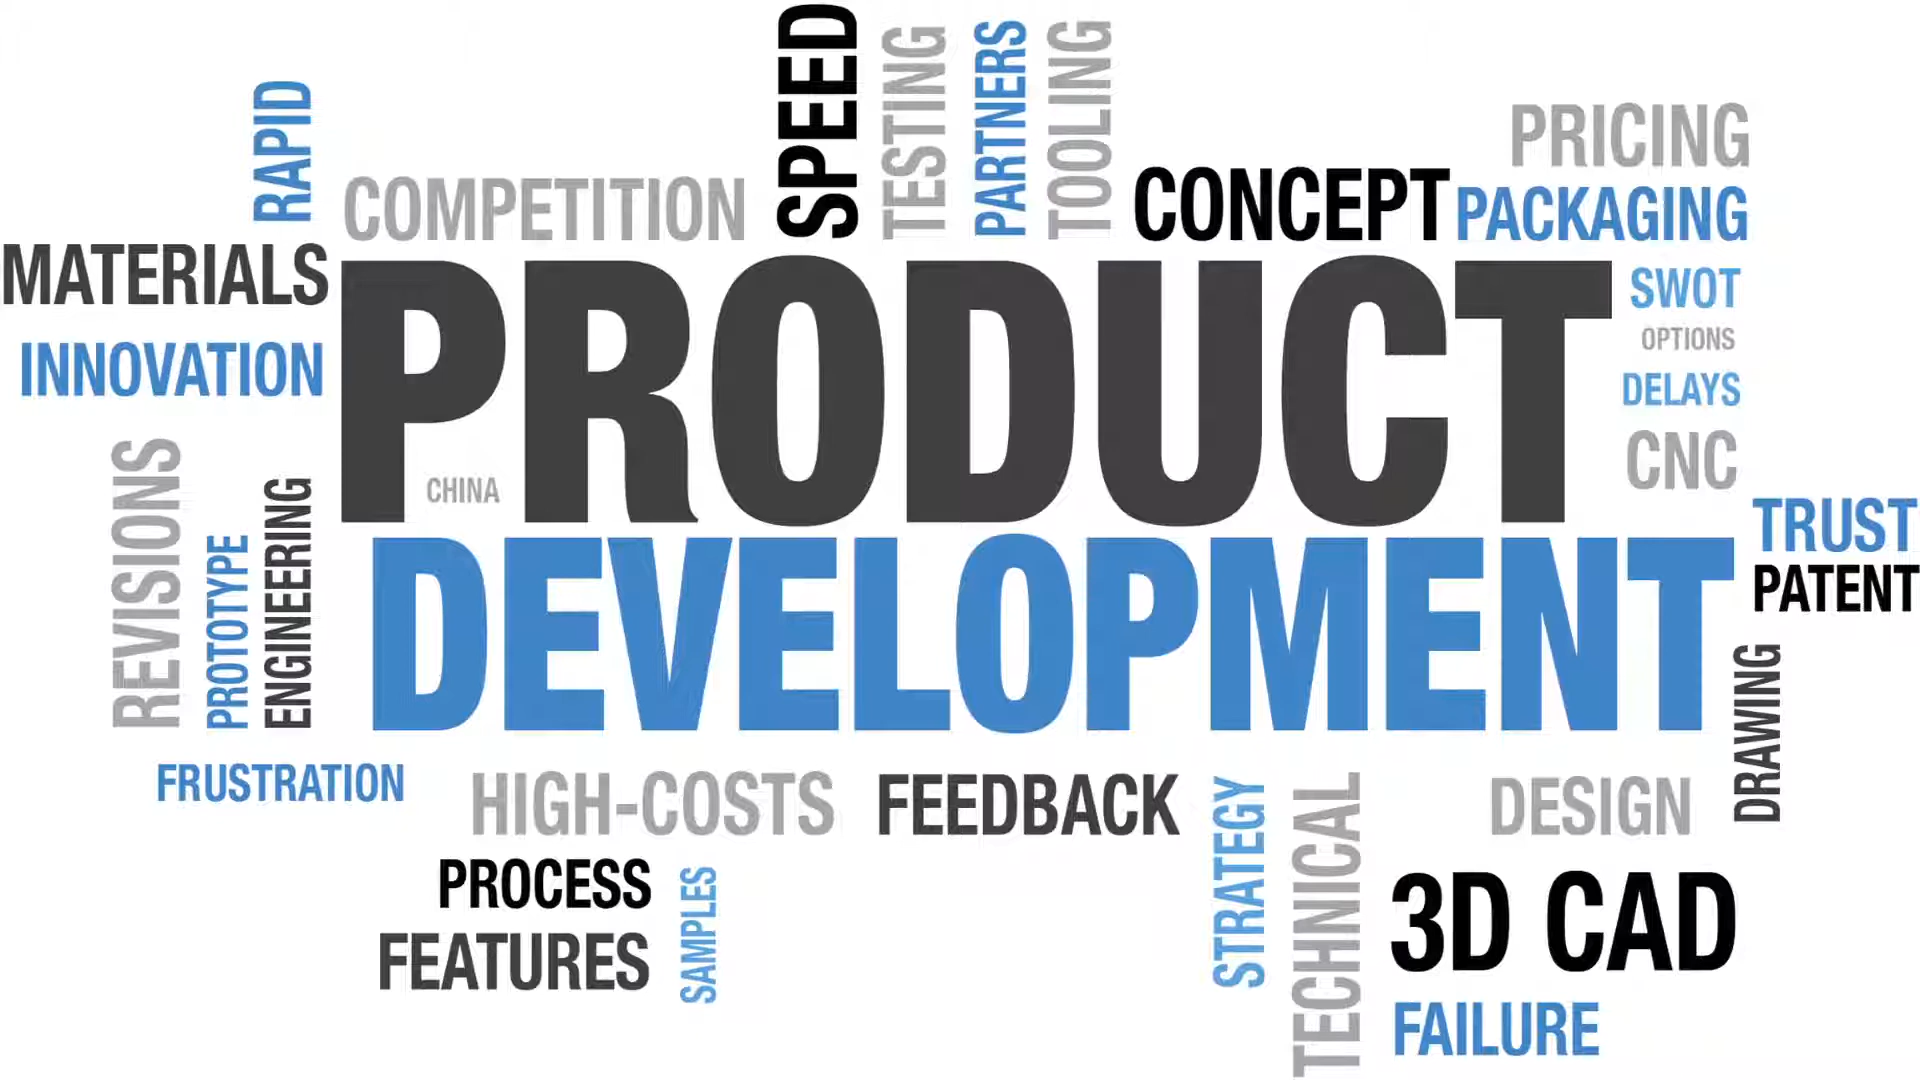 SPEED
TESTING
PARTNERS
TOOLING
RAPID
COMPETITION
CONCEPT
PRICING
PACKAGING
MATERIALS
INNOVATION
PRODUCT
CHINA
SWOT
OPTIONS
DELAYS
CNC
REVISIONS
PROTOTYPE
ENGINEERING
DEVELOPMENT
TRUST
PATENT
DRAWING
FRUSTRATION
HIGH-COSTS
FEEDBACK
STRATEGY
TECHNICAL
DESIGN
PROCESS
FEATURES
SAMPLES
3D CAD
FAILURE